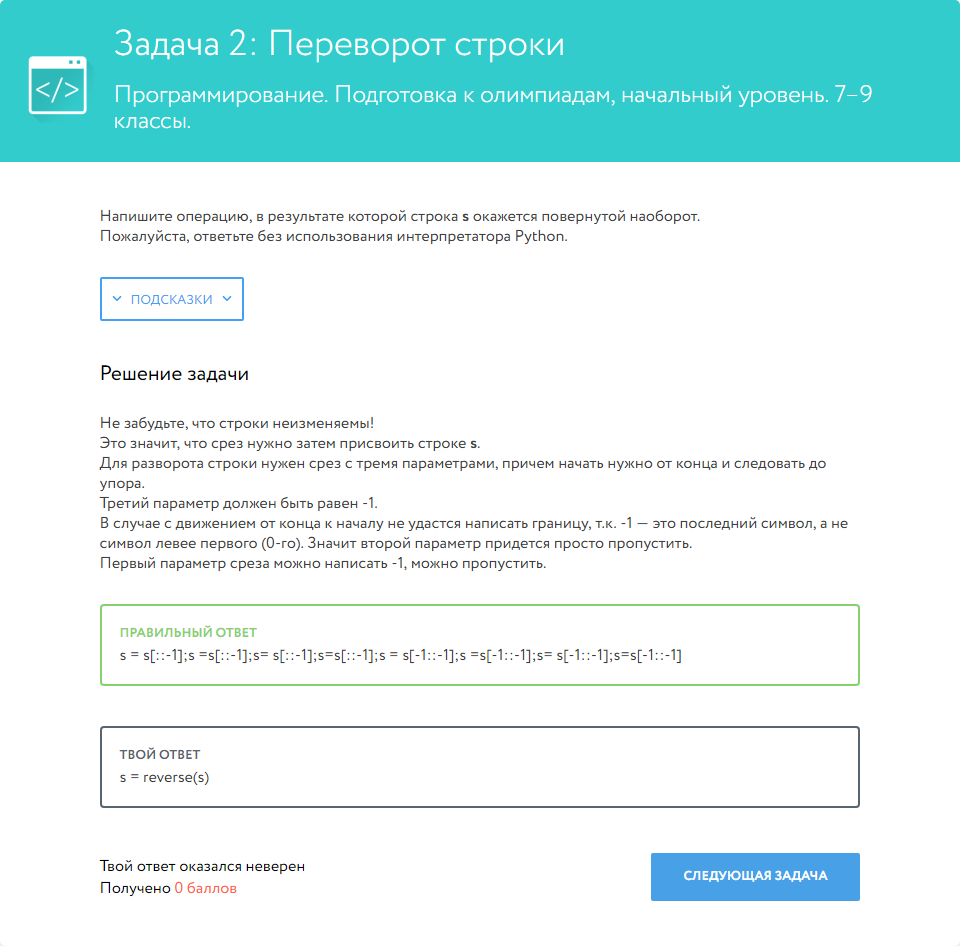 Задача 2: Переворот строки
</>
Программирование. Подготовка к олимпиадам, начальный уровень. 7–9
классы.
Напишите операцию, в результате которой строка s окажется повернутой наоборот.
Пожалуйста, ответьте без использования интерпретатора Python.
ПОДСКАЗКИ
Решение задачи
Не забудьте, что строки неизменяемы!
Это значит, что срез нужно затем присвоить строке s.
Для разворота строки нужен срез с тремя параметрами, причем начать нужно от конца и следовать до
упора.
Третий параметр должен быть равен -1.
В случае с движением от конца к началу не удастся написать границу, т.к. -1 — это последний символ, а не
символ левее первого (0-го). Значит второй параметр придется просто пропустить.
Первый параметр среза можно написать -1, можно пропустить.
ПРАВИЛЬНЫЙ ОТВЕТ
s = s[::-1];s =s[::-1];s= s[::-1];s=s[::-1];s = s[-1::-1];s =s[-1::-1];s= s[-1::-1];s=s[-1::-1]
ТВОЙ ОТВЕТ
s = reverse(s)
Твой ответ оказался неверен
Получено 0 баллов
СЛЕДУЮЩАЯ ЗАДАЧА